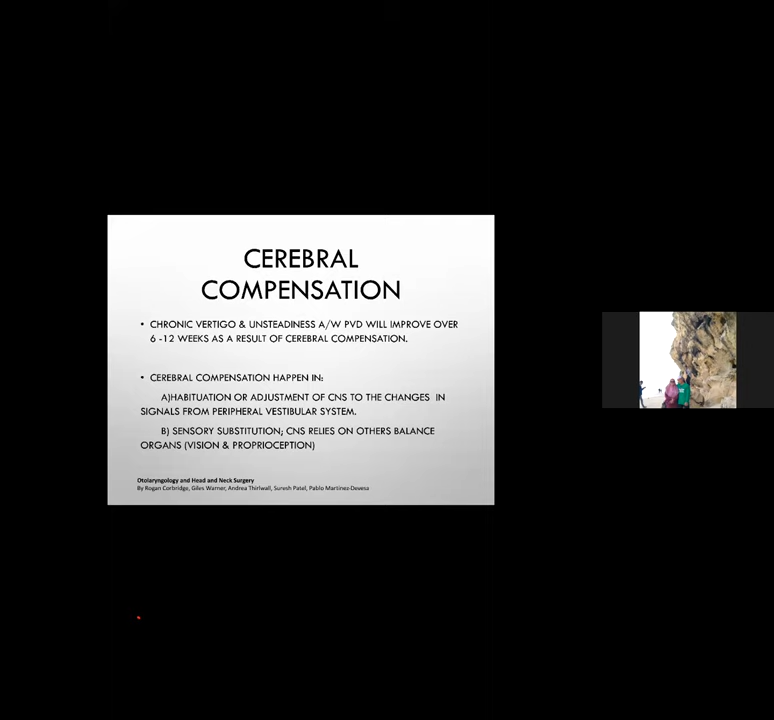 CEREBRAL
COMPENSATION
• CHRONIC VERTIGO & UNSTEADINESS A/W PVD WILL IMPROVE OVER
6 -12 WEEKS AS A RESULT OF CEREBRAL COMPENSATION.
• CEREBRAL COMPENSATION HAPPEN IN:
A)HABITUATION OR ADJUSTMENT OF CNS TO THE CHANGES IN
SIGNALS FROM PERIPHERAL VESTIBULAR SYSTEM.
B) SENSORY SUBSTITUTION; CNS RELIES ON OTHERS BALANCE
ORGANS (VISION & PROPRIOCEPTION)
Otolaryngology and Head and Neck Surgery
By Rogan Corbridge, Giles Warner, Andrea Thirlwall, Suresh Patel, Pablo Martinez-Devesa